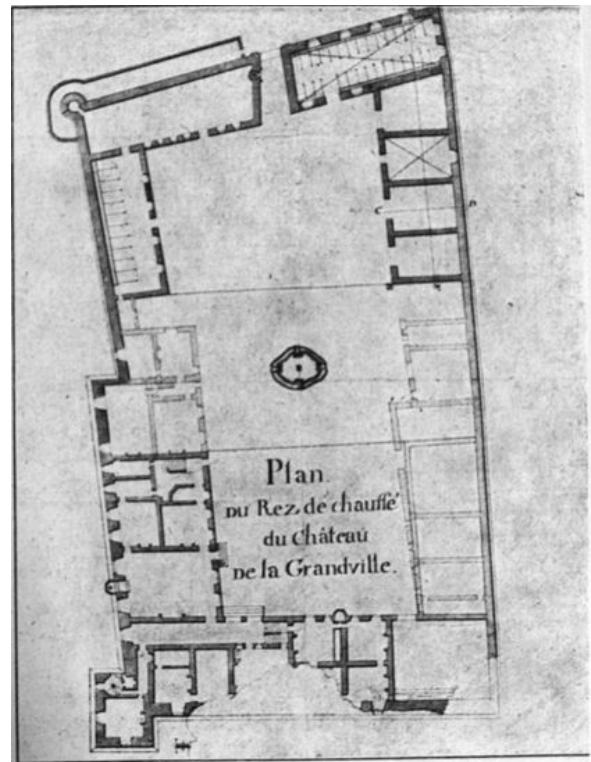 Plan.
DU Rez, de chaussé
du Château
De la Grandville.